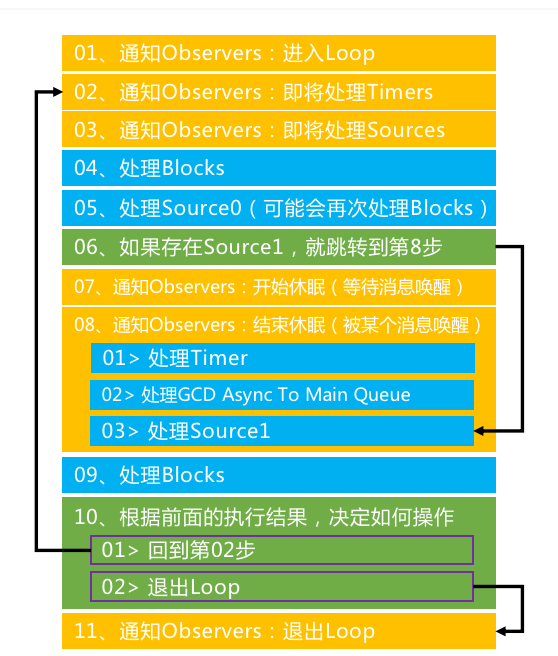 01、通知Observers：进入Loop
02、通知Observers：即将处理Timers
03、通知Observers：即将处理Sources
04、处理Blocks
05、处理Source0（可能会再次处理Blocks）
06、如果存在Source1，就跳转到第8步
07、通知Observers：开始休眠（等待消息唤醒）
08、通知Observers：结束休眠（被某个消息唤醒）
01> 处理Timer
02> 处理GCD Async To Main Queue
03> 处理Source1
09、处理Blocks
10、根据前面的执行结果，决定如何操作
01> 回到第02步
02> 退出Loop
11、通知Observers：退出Loop